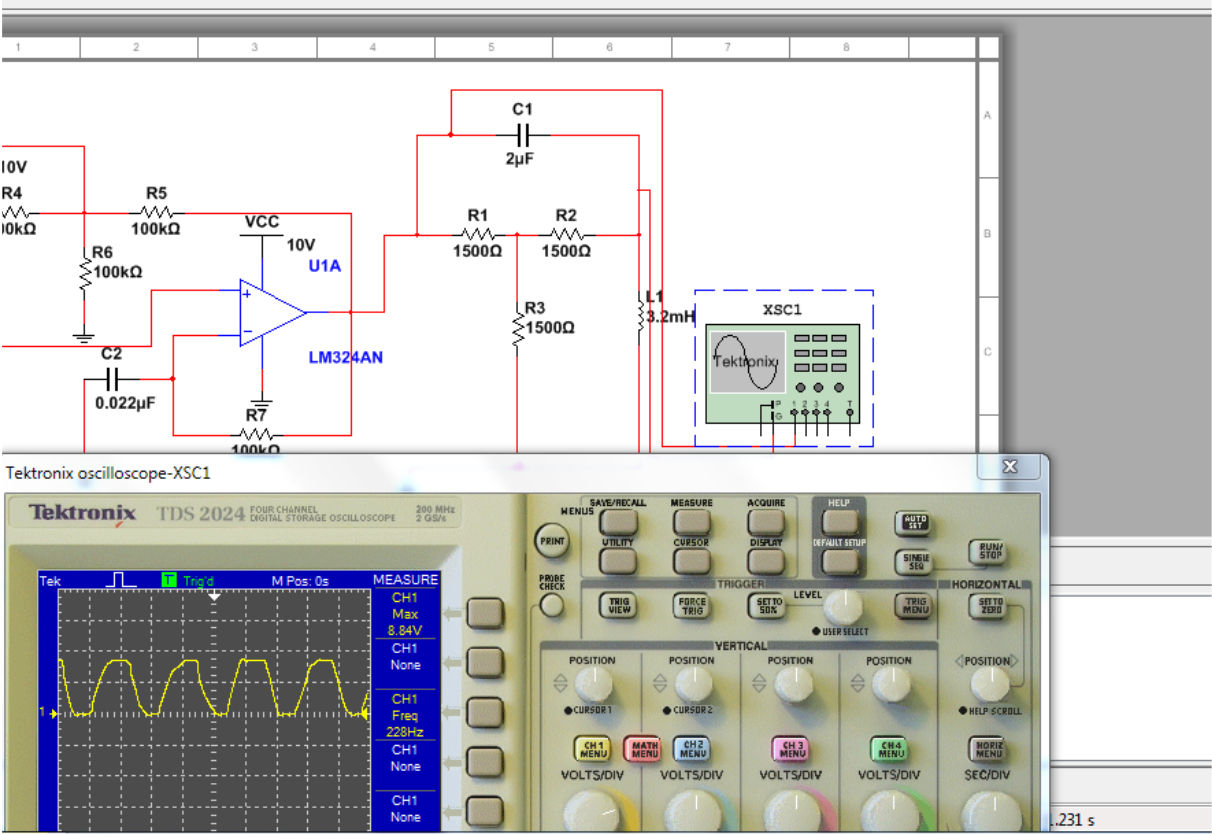 1 2 3 4 5 6 7 8
A
C1
2µF
10V
R4
00kΩ
R5
100kΩ
VCC
10V
R6
100kΩ
U1A
R1
1500Ω
R2
1500Ω
B
L1
3.2mH
R3
1500Ω
XSC1
Tektronix
P
G
1 2 3 4 T
C
LM324AN
C2
0.022µF
R7
100kΩ
Tektronix oscilloscope-XSC1
Tektronix TDS 2024 FOUR CHANNEL DIGITAL STORAGE OSCILLOSCOPE 200 MHz 2 GS/s
Tek T Trig'd M Pos: 0s MEASURE
CH1
Max
8.84V
CH1
None
CH1
Freq
228Hz
CH1
None
CH1
None
1
MENUS
SAVE/RECALL MEASURE ACQUIRE HELP
AUTO SET
PRINT
UTILITY CURSOR DISPLAY DEFAULT SETUP
SINGLE SEQ
RUN/ STOP
PROBE CHECK
TRIGGER
HORIZONTAL
TRIG VIEW
FORCE TRIG
SET TO 50%
LEVEL
TRIG MENU
SET TO ZERO
USER SELECT
VERTICAL
POSITION POSITION POSITION POSITION POSITION
CURSOR 1 CURSOR 2 HELP SCROLL
CH 1 MENU
MATH MENU
CH 2 MENU
CH 3 MENU
CH 4 MENU
HORIZ MENU
VOLTS/DIV VOLTS/DIV VOLTS/DIV VOLTS/DIV SEC/DIV
.231 s